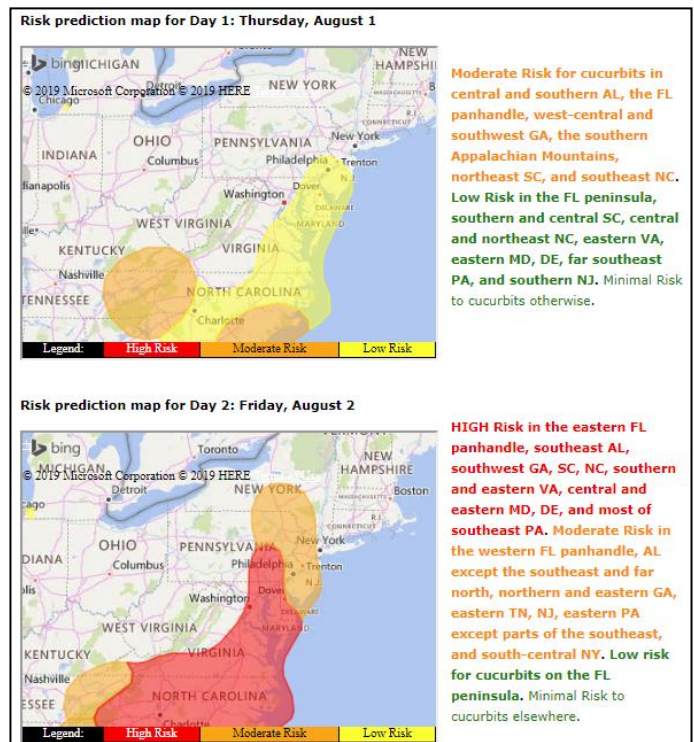 Risk prediction map for Day 1: Thursday, August 1
bing
MICHIGAN
Toronto
NEW
HAMPSHI
Detroit
NEW YORK
MASSACHUSETTS
B
© 2019 Microsoft Corporation © 2019 HERE
Chicago
R.I.
CONNECTICUT
OHIO
PENNSYLVANIA
New York
INDIANA
Columbus
Philadelphia
Trenton
N.J.
ianapolis
Dover
Washington
DELAWARE
MARYLAND
WEST VIRGINIA
ille
KENTUCKY
VIRGINIA
Nashville
NORTH CAROLINA
TENNESSEE
Charlotte
Legend: High Risk Moderate Risk Low Risk
Moderate Risk for cucurbits in
central and southern AL, the FL
panhandle, west-central and
southwest GA, the southern
Appalachian Mountains,
northeast SC, and southeast NC.
Low Risk in the FL peninsula,
southern and central SC, central
and northeast NC, eastern VA,
eastern MD, DE, far southeast
PA, and southern NJ. Minimal Risk
to cucurbits otherwise.
Risk prediction map for Day 2: Friday, August 2
bing
Toronto
VERMONT
NEW
HAMPSHIRE
MICHIGAN
© 2019 Microsoft Corporation © 2019 HERE
Detroit
NEW YORK
Boston
MASSACHUSETTS
cago
R.I.
CONNECTICUT
OHIO
PENNSYLVANIA
New York
DIANA
Columbus
Philadelphia
Trenton
N.J.
olis
Washington
Dover
DELAWARE
MARYLAND
WEST VIRGINIA
KENTUCKY
VIRGINIA
Nashville
NORTH CAROLINA
ESSEE
Charlotte
Legend: High Risk Moderate Risk Low Risk
HIGH Risk in the eastern FL
panhandle, southeast AL,
southwest GA, SC, NC, southern
and eastern VA, central and
eastern MD, DE, and most of
southeast PA. Moderate Risk in
the western FL panhandle, AL
except the southeast and far
north, northern and eastern GA,
eastern TN, NJ, eastern PA
except parts of the southeast,
and south-central NY. Low risk
for cucurbits on the FL
peninsula. Minimal Risk to
cucurbits elsewhere.